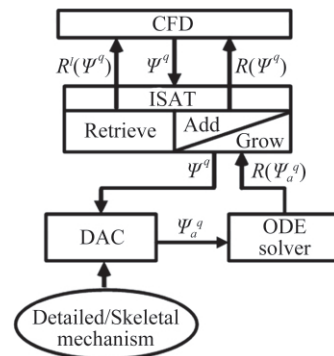 CFD
R^l(Ψ^q) Ψ^q R(Ψ^q)
ISAT
Retrieve Add
Grow
Ψ^q R(Ψ_a^q)
DAC Ψ_a^q ODE
solver
Detailed/Skeletal
mechanism